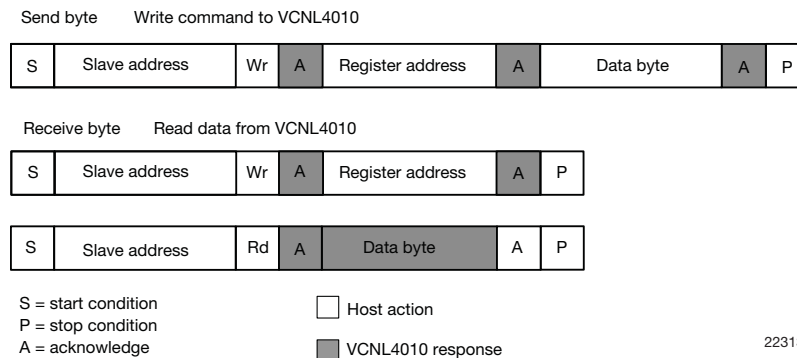 Send byte Write command to VCNL4010
S Slave address Wr A Register address A Data byte A P
Receive byte Read data from VCNL4010
S Slave address Wr A Register address A P
S Slave address Rd A Data byte A P
S = start condition
P = stop condition
A = acknowledge
Host action
VCNL4010 response